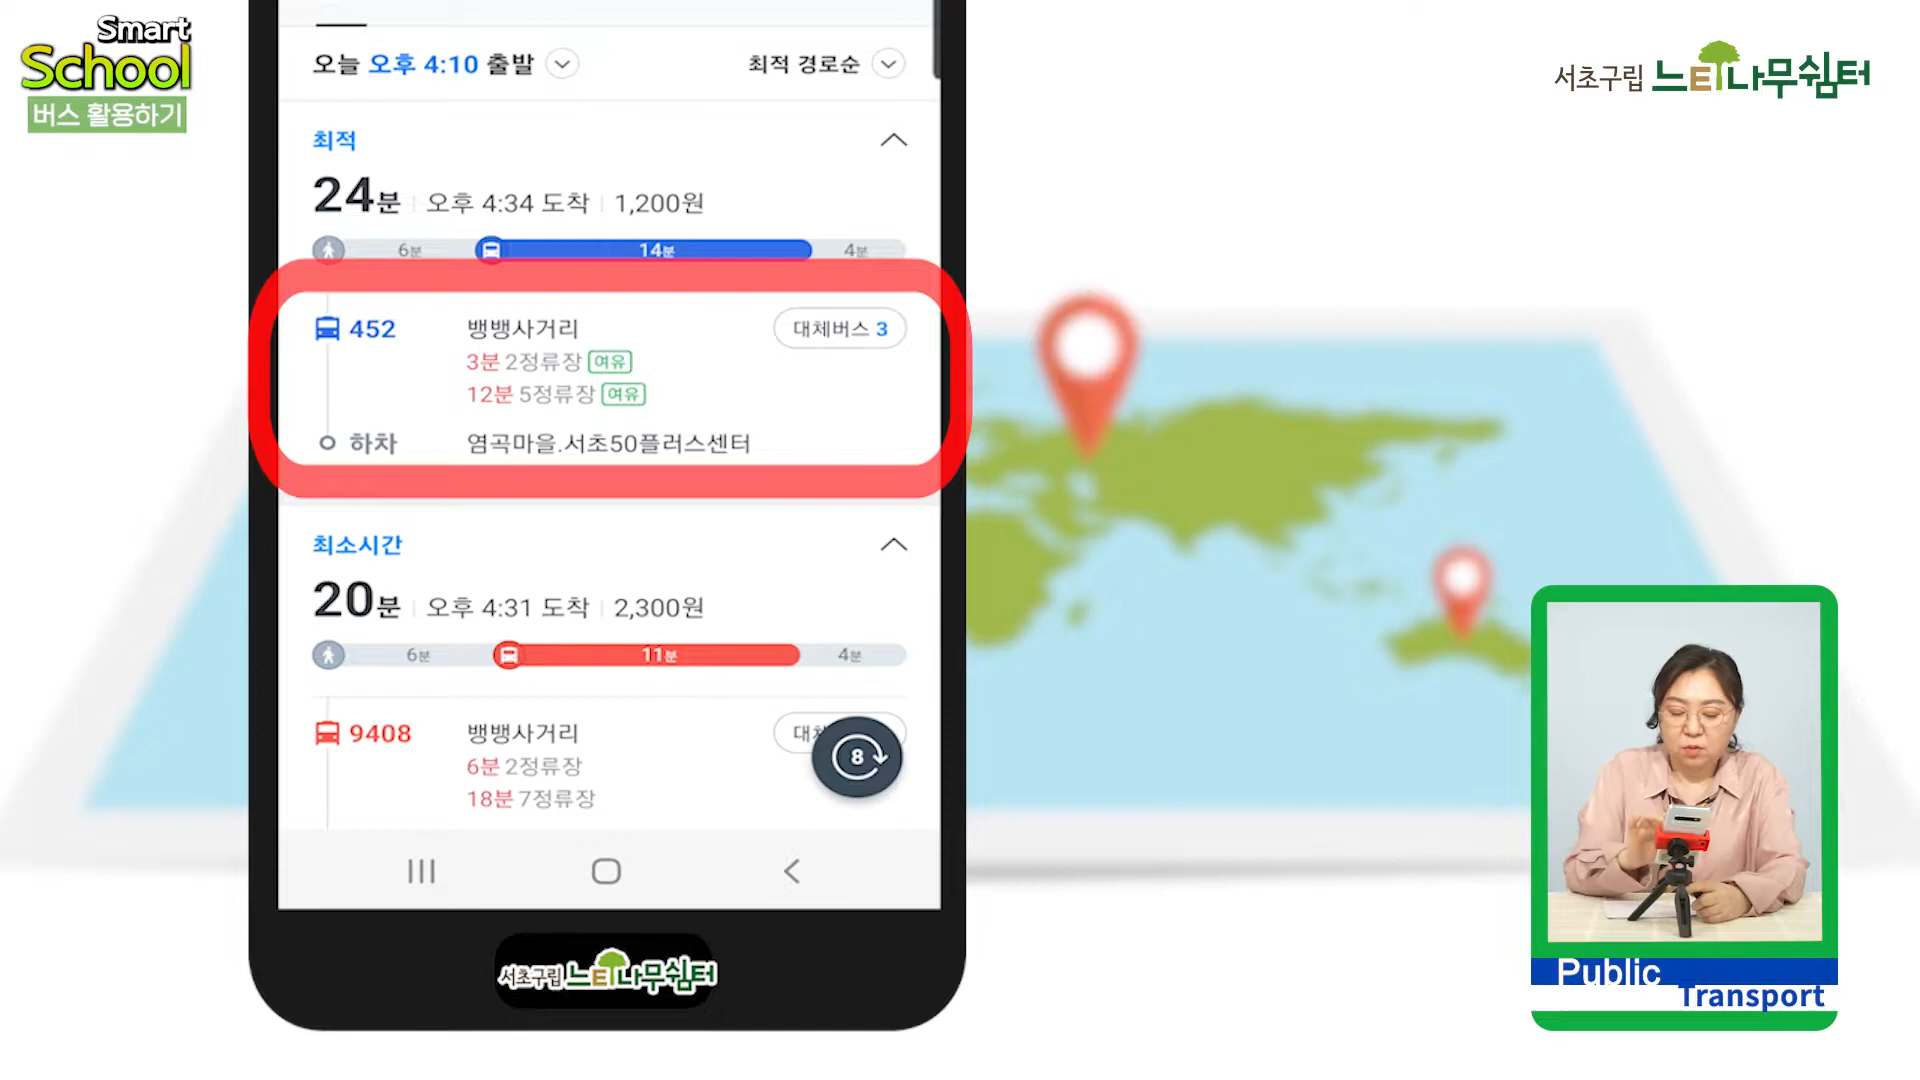 Smart
School
버스 활용하기
서초구립 느티나무쉼터
오늘 오후 4:10 출발
최적 경로순
최적
24분 오후 4:34 도착 1,200원
6분 14분 4분
452 뱅뱅사거리 대체버스 3
3분 2정류장 여유
12분 5정류장 여유
하차 염곡마을.서초50플러스센터
최소시간
20분 오후 4:31 도착 2,300원
6분 11분 4분
9408 뱅뱅사거리
6분 2정류장
8
18분 7정류장
서초구립 느티나무쉼터
Public
Transport